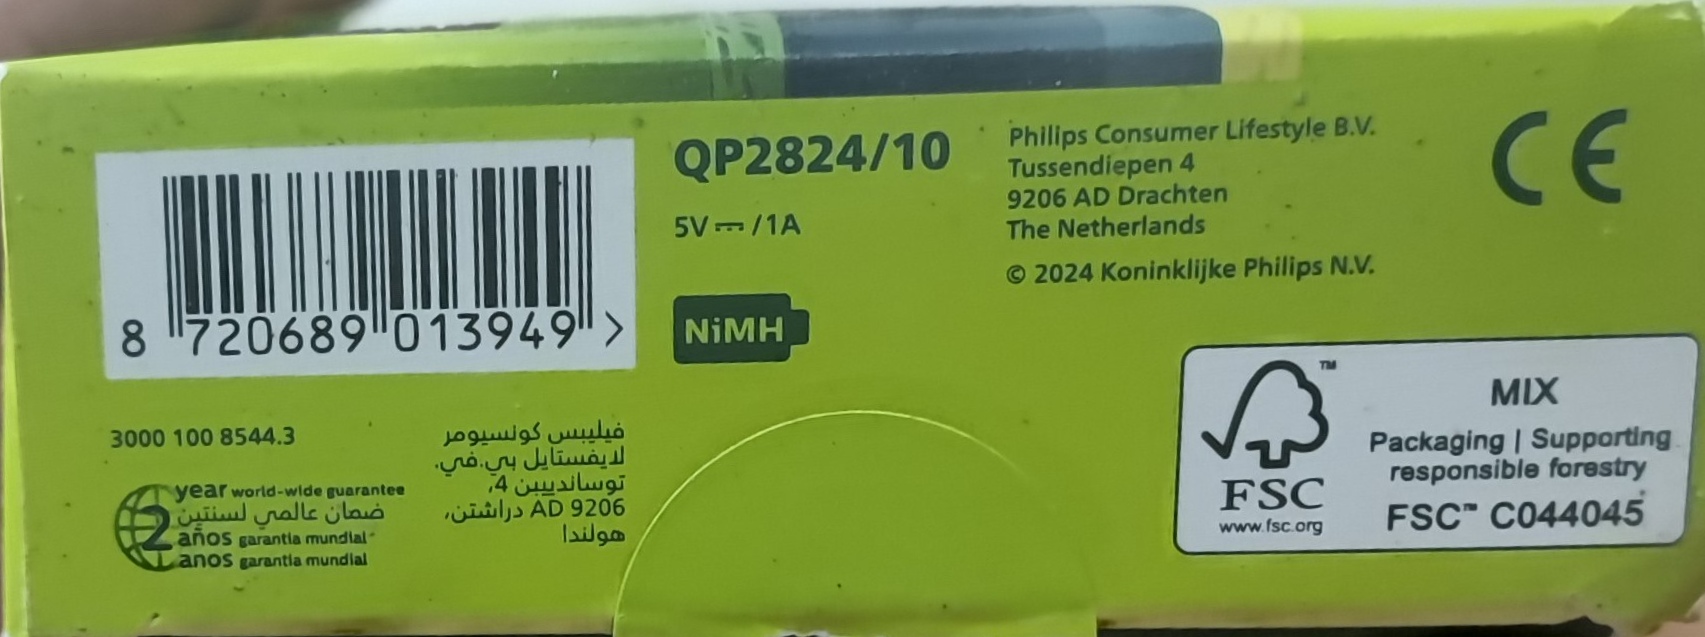 8 720689 013949 >
QP2824/10
5V ⎓ /1A
NiMH
Philips Consumer Lifestyle B.V.
Tussendiepen 4
9206 AD Drachten
The Netherlands
© 2024 Koninklijke Philips N.V.
CE
3000 100 8544.3
2
year world-wide guarantee
ضمان عالمي لسنتين
años garantía mundial
anos garantia mundial
فيليبس كونسيومر
لايفستايل بي.في.
توساندييبن 4,
9206 AD دراشتن,
هولندا
TM
FSC
www.fsc.org
MIX
Packaging | Supporting
responsible forestry
FSC™ C044045